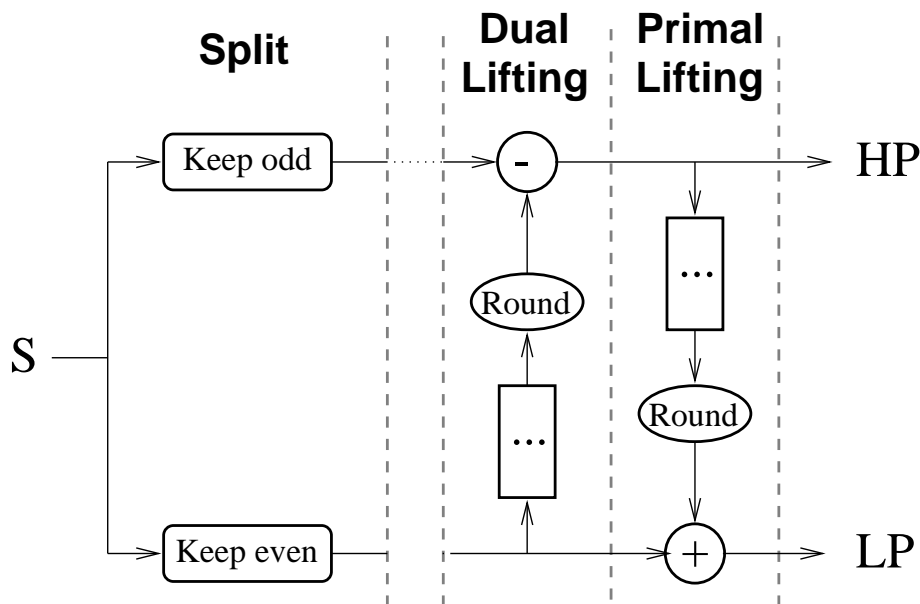 Split
Dual
Lifting
Primal
Lifting
Keep odd
-
HP
...
Round
S
...
Round
Keep even
+
LP